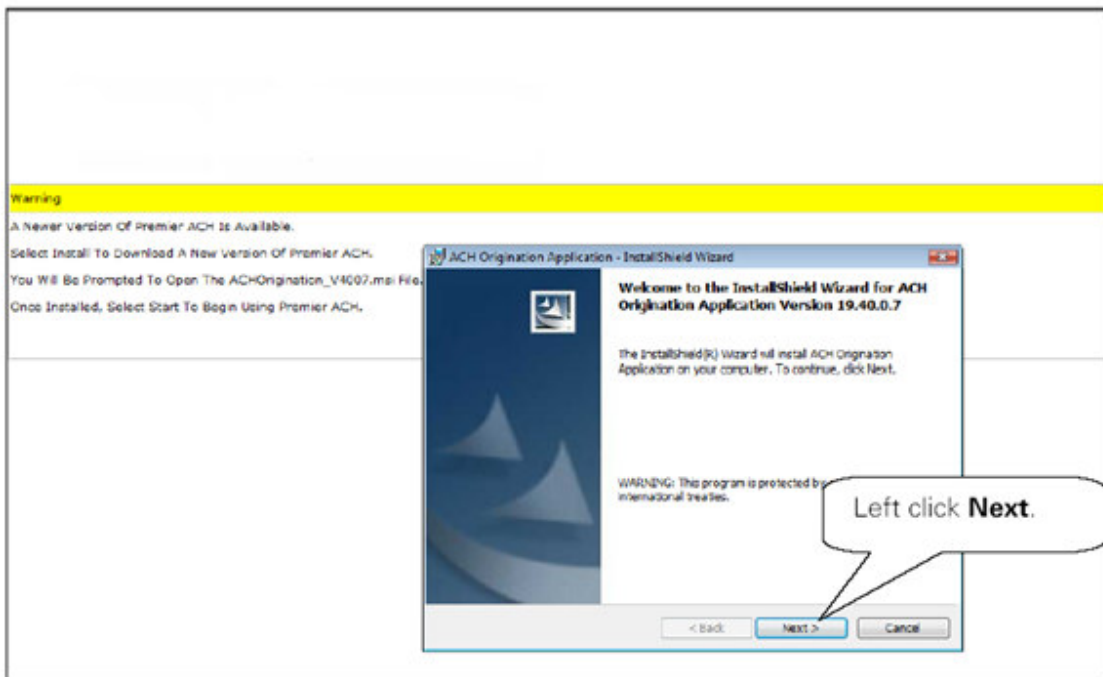 Warning
A Newer Version Of Premier ACH Is Available.
Select Install To Download A New Version Of Premier ACH.
You Will Be Prompted To Open The ACHOrigination_V4007.msi File.
Once Installed, Select Start To Begin Using Premier ACH.
ACH Origination Application - InstallShield Wizard
Welcome to the InstallShield Wizard for ACH
Origination Application Version 19.40.0.7
The InstallShield(R) Wizard will install ACH Origination
Application on your computer. To continue, click Next.
WARNING: This program is protected by
international treaties.
Left click Next.
< Back
Next >
Cancel